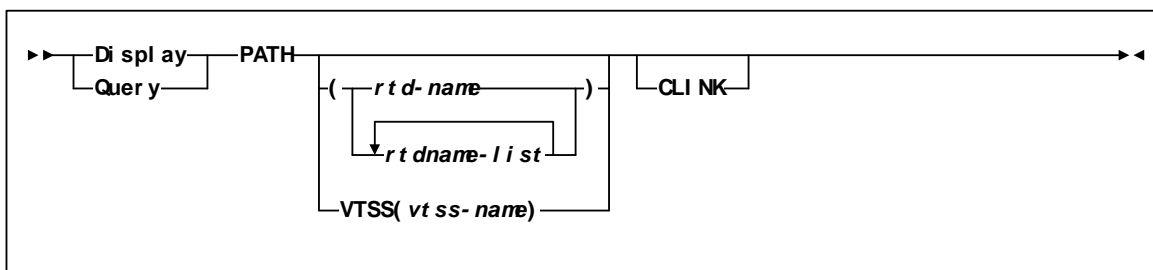 Display PATH
Query
( rtd-name ) CLINK
rtdname-list
VTSS(vtss-name)